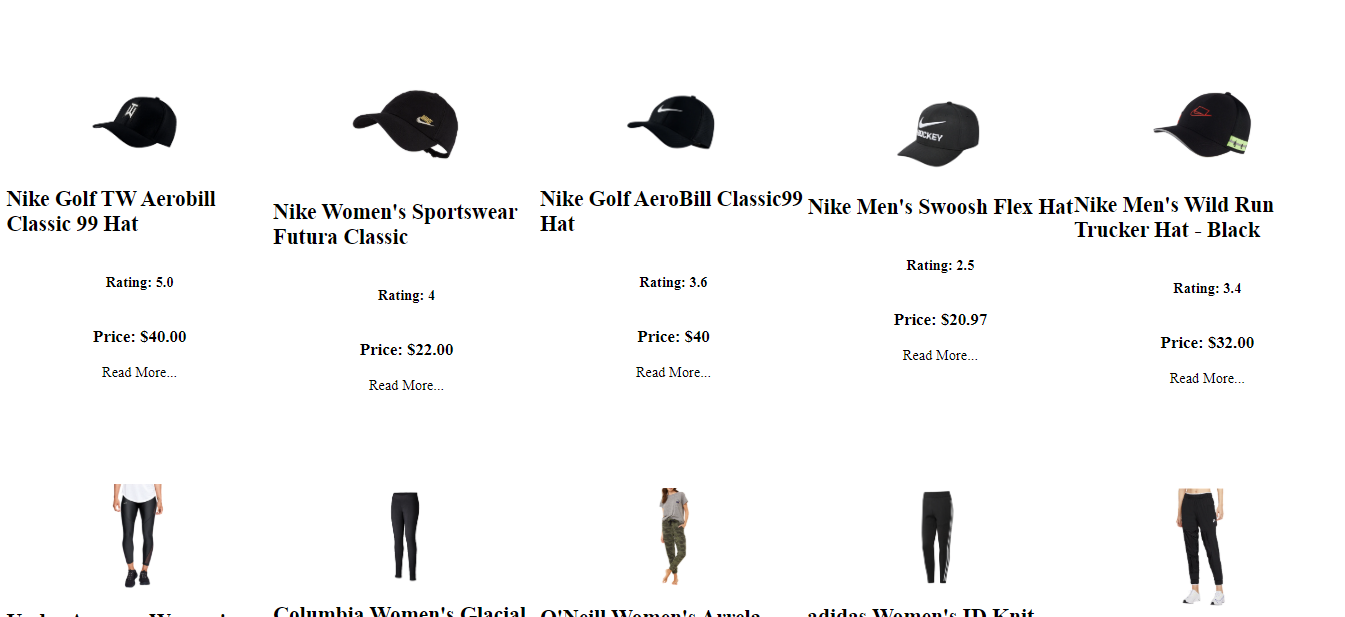 Nike Golf TW Aerobill
Classic 99 Hat
Rating: 5.0
Price: $40.00
Read More...
Nike Women's Sportswear
Futura Classic
Rating: 4
Price: $22.00
Read More...
Nike Golf AeroBill Classic99
Hat
Rating: 3.6
Price: $40
Read More...
HOCKEY
Nike Men's Swoosh Flex Hat
Rating: 2.5
Price: $20.97
Read More...
Nike Men's Wild Run
Trucker Hat - Black
Rating: 3.4
Price: $32.00
Read More...
Columbia Women's Glacial
O'Neill Women's
adidas Women's ID Knit